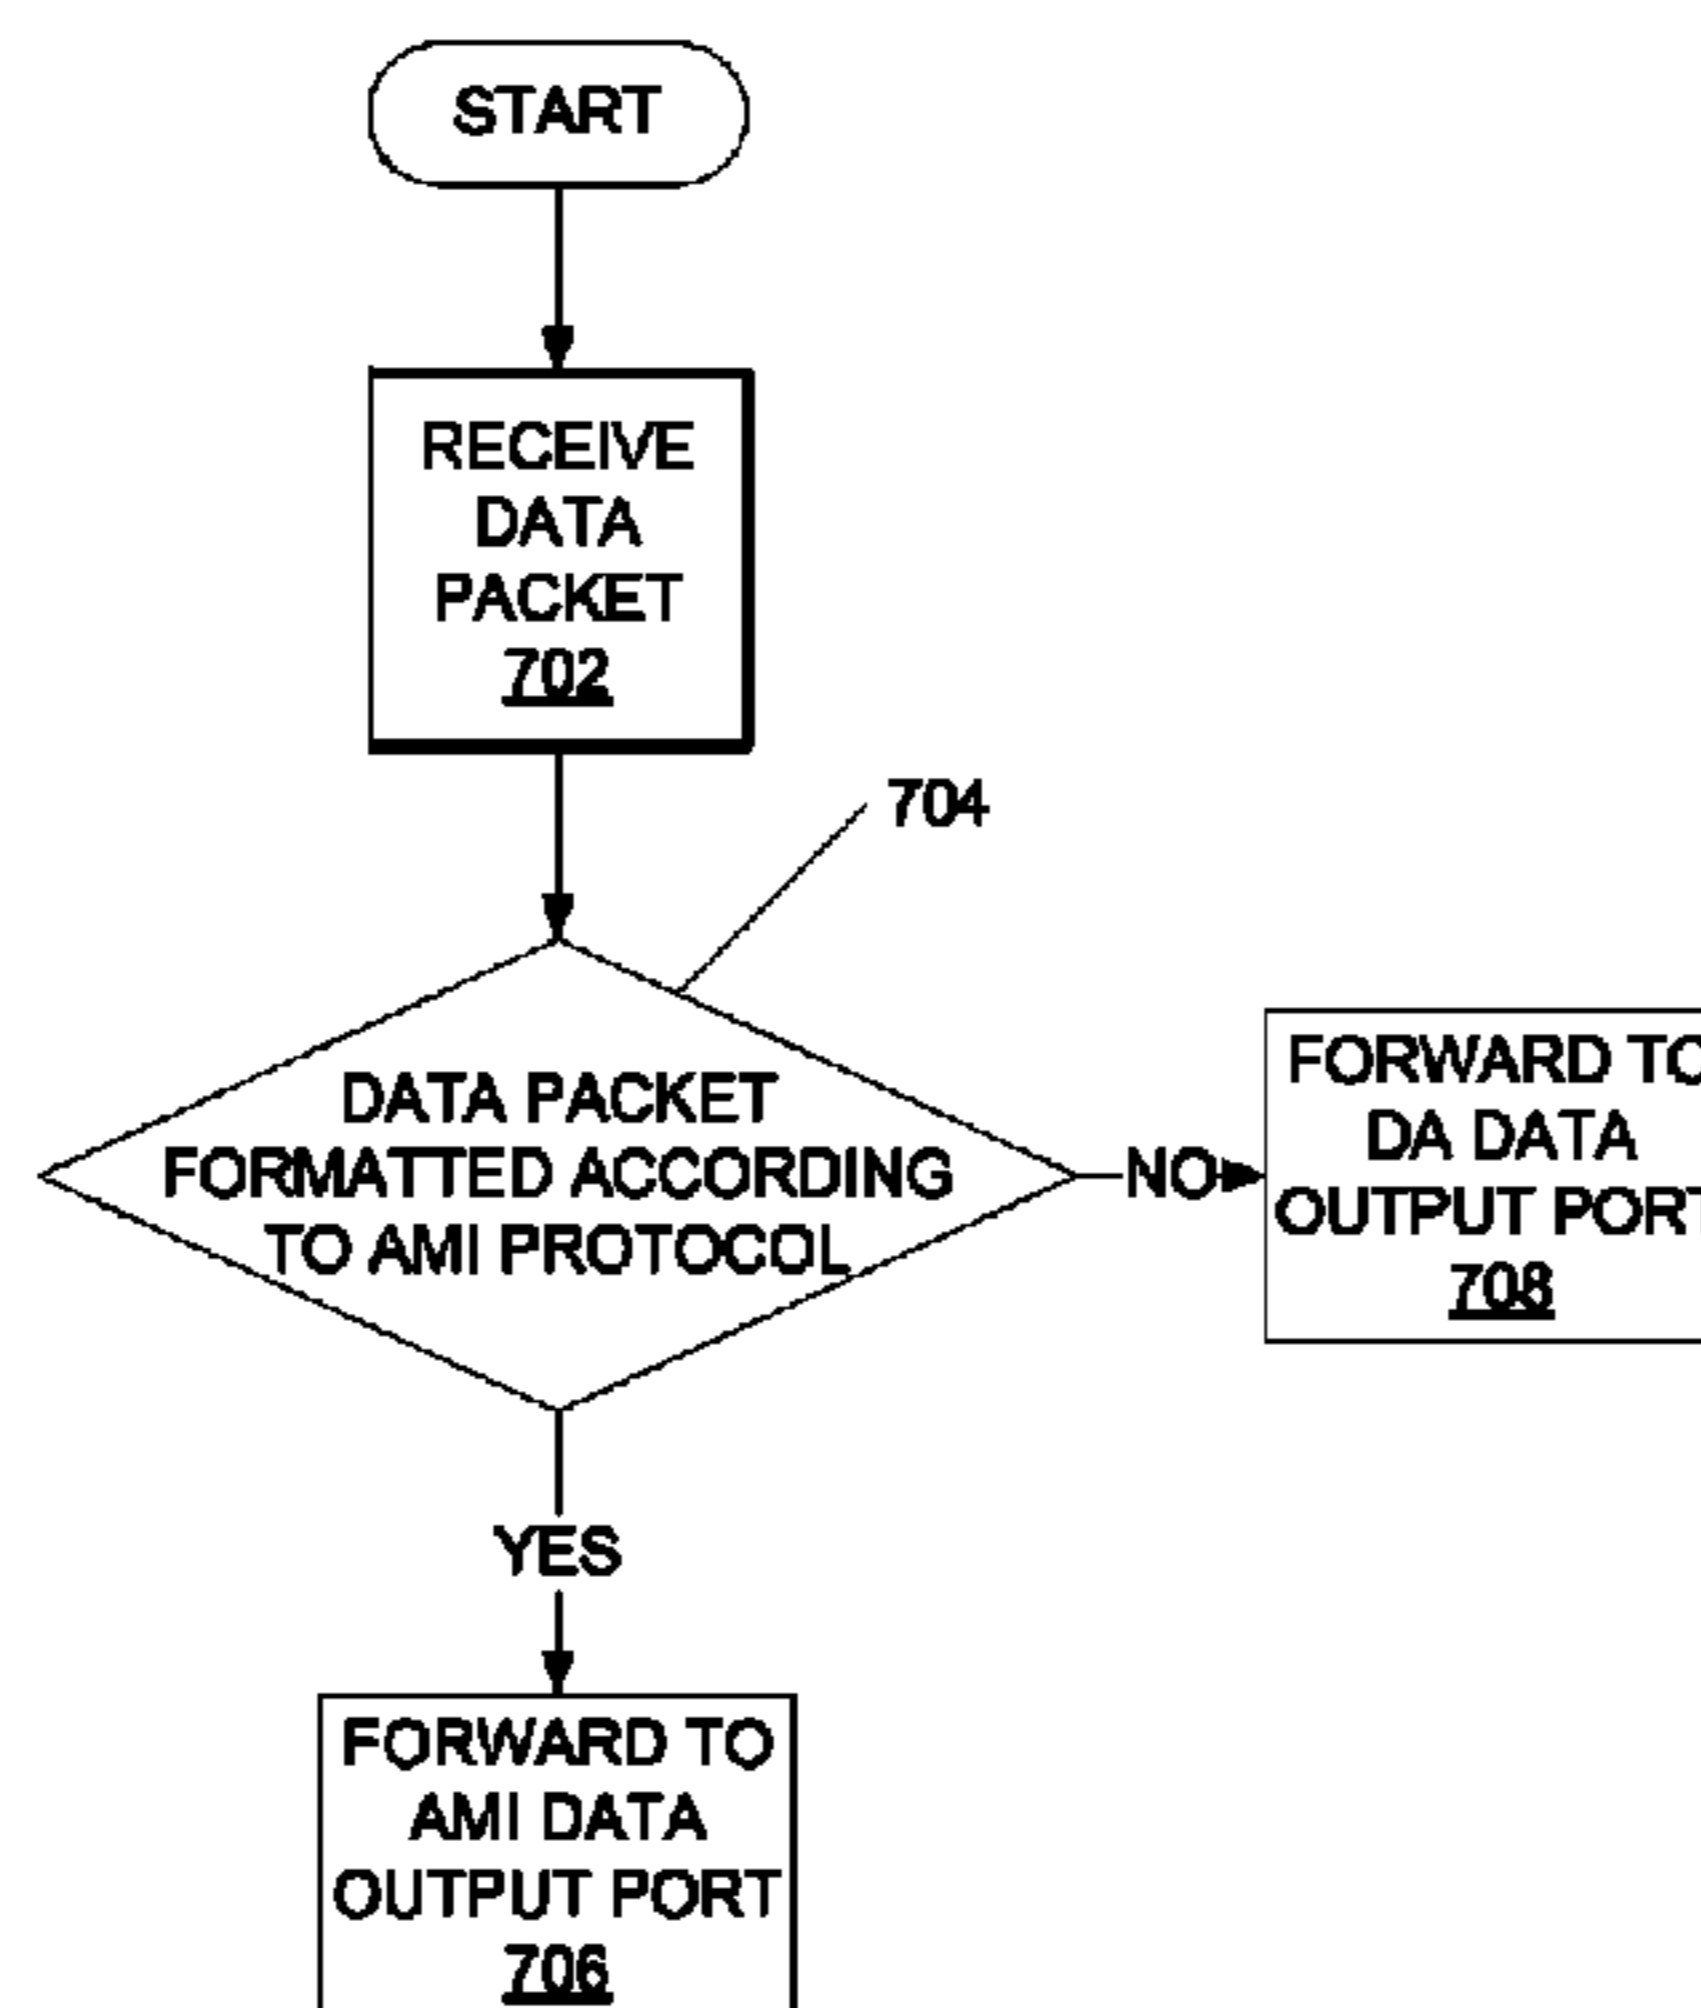 START
RECEIVE
DATA
PACKET
702
704
DATA PACKET
FORMATTED ACCORDING
TO AMI PROTOCOL
NO
FORWARD TO
DA DATA
OUTPUT PORT
708
YES
FORWARD TO
AMI DATA
OUTPUT PORT
706